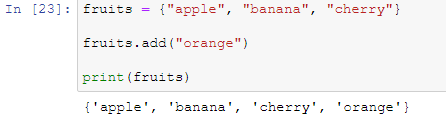 In [23]: fruits = {"apple", "banana", "cherry"}
fruits.add("orange")
print(fruits)
{'apple', 'banana', 'cherry', 'orange'}